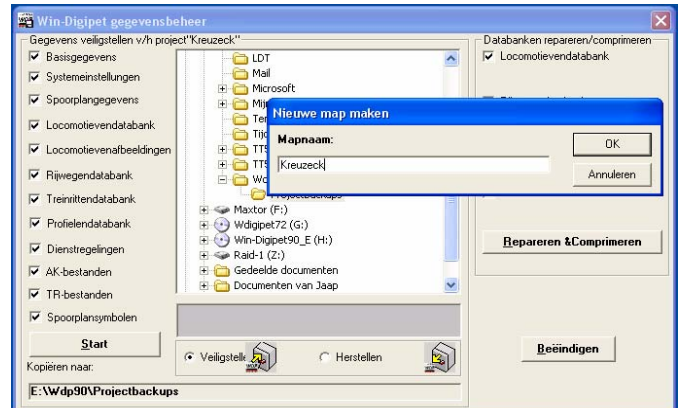 Win-Digipet gegevensbeheer
Gegevens veiligstellen v/h project"Kreuzeck"
Basisgegevens
Systemeinstellungen
Spoorplangegevens
Locomotievendatabank
Locomotievenafbeeldingen
Rijwegendatabank
Treinrittendatabank
Profielendatabank
Dienstregelingen
AK-bestanden
TR-bestanden
Spoorplansymbolen
Start
Kopiëren naar:
E:\Wdp90\Projectbackups
LDT
Mail
Microsoft
Maxtor (F:)
Wdigipet72 (G:)
Win-Digipet90_E (H:)
Raid-1 (Z:)
Gedeelde documenten
Documenten van Jaap
Herstellen
Nieuwe map maken
Mapnaam:
Kreuzeck
OK
Annuleren
Databanken repareren/comprimeren
Locomotievendatabank
Repareren &Comprimeren
Beëindigen